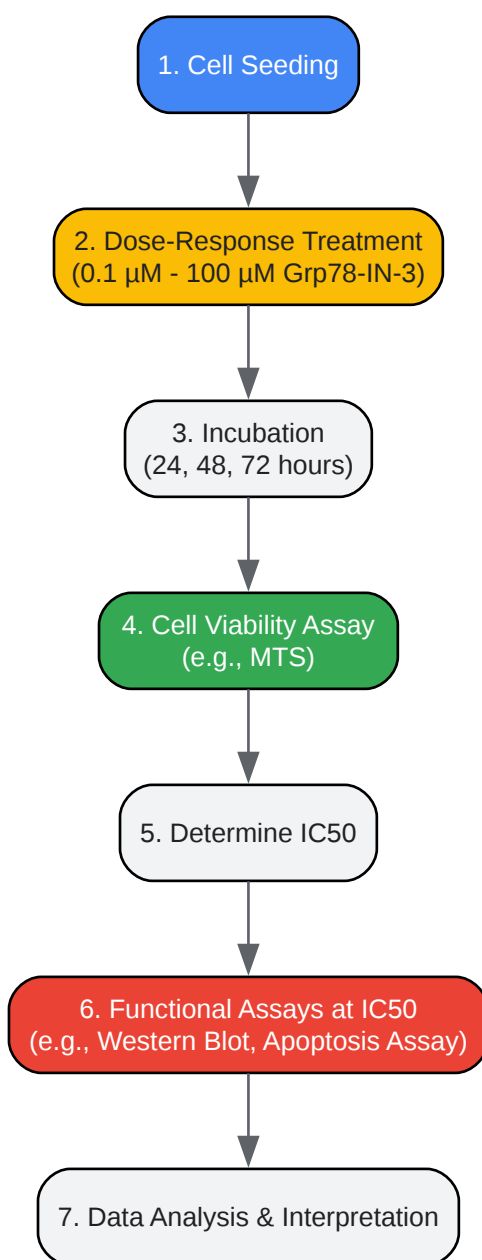 1. Cell Seeding
2. Dose-Response Treatment
(0.1 µM - 100 µM Grp78-IN-3)
3. Incubation
(24, 48, 72 hours)
4. Cell Viability Assay
(e.g., MTS)
5. Determine IC50
6. Functional Assays at IC50
(e.g., Western Blot, Apoptosis Assay)
7. Data Analysis & Interpretation